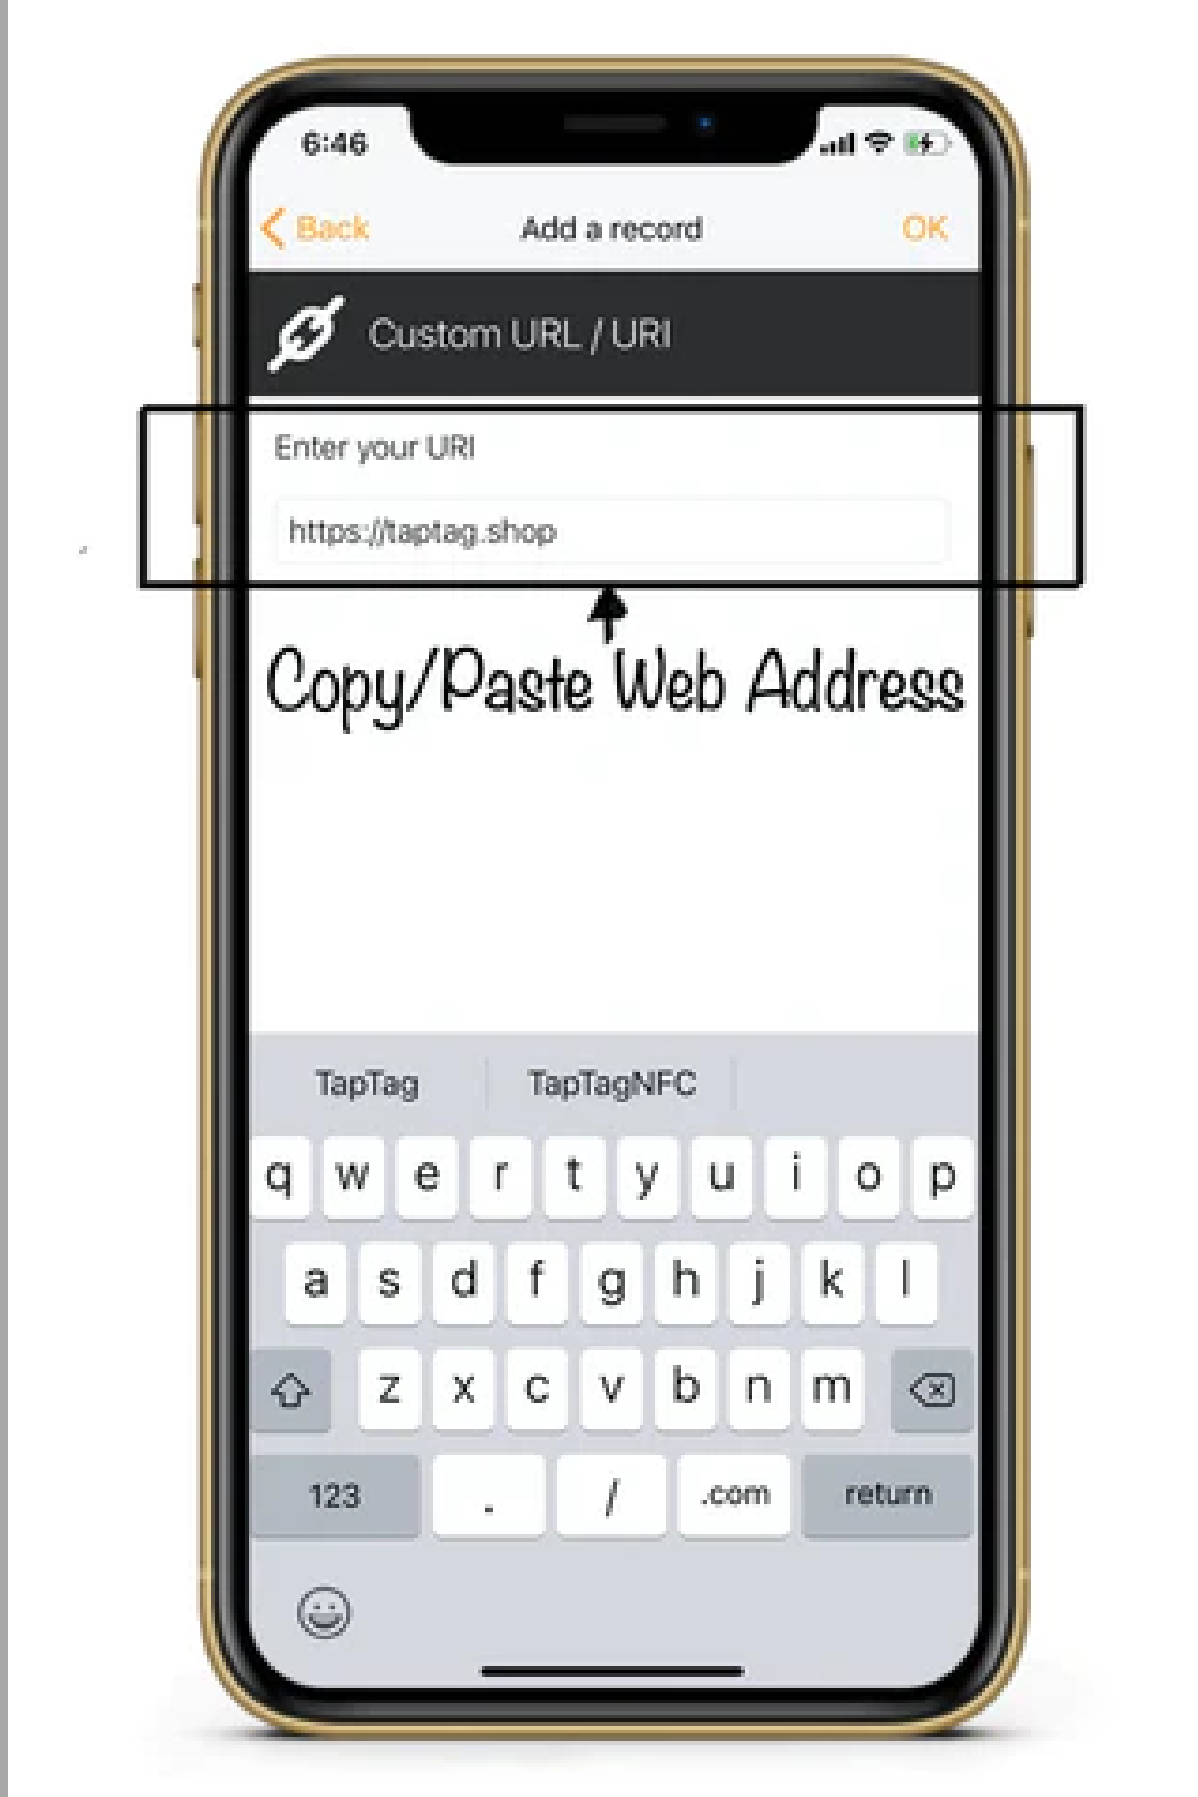 6:46
Back Add a record OK
Custom URL / URI
Enter your URI
https://taptag.shop
Copy/Paste Web Address
TapTag TapTagNFC
q w e r t y u i o p
a s d f g h j k l
z x c v b n m
123 . / .com return